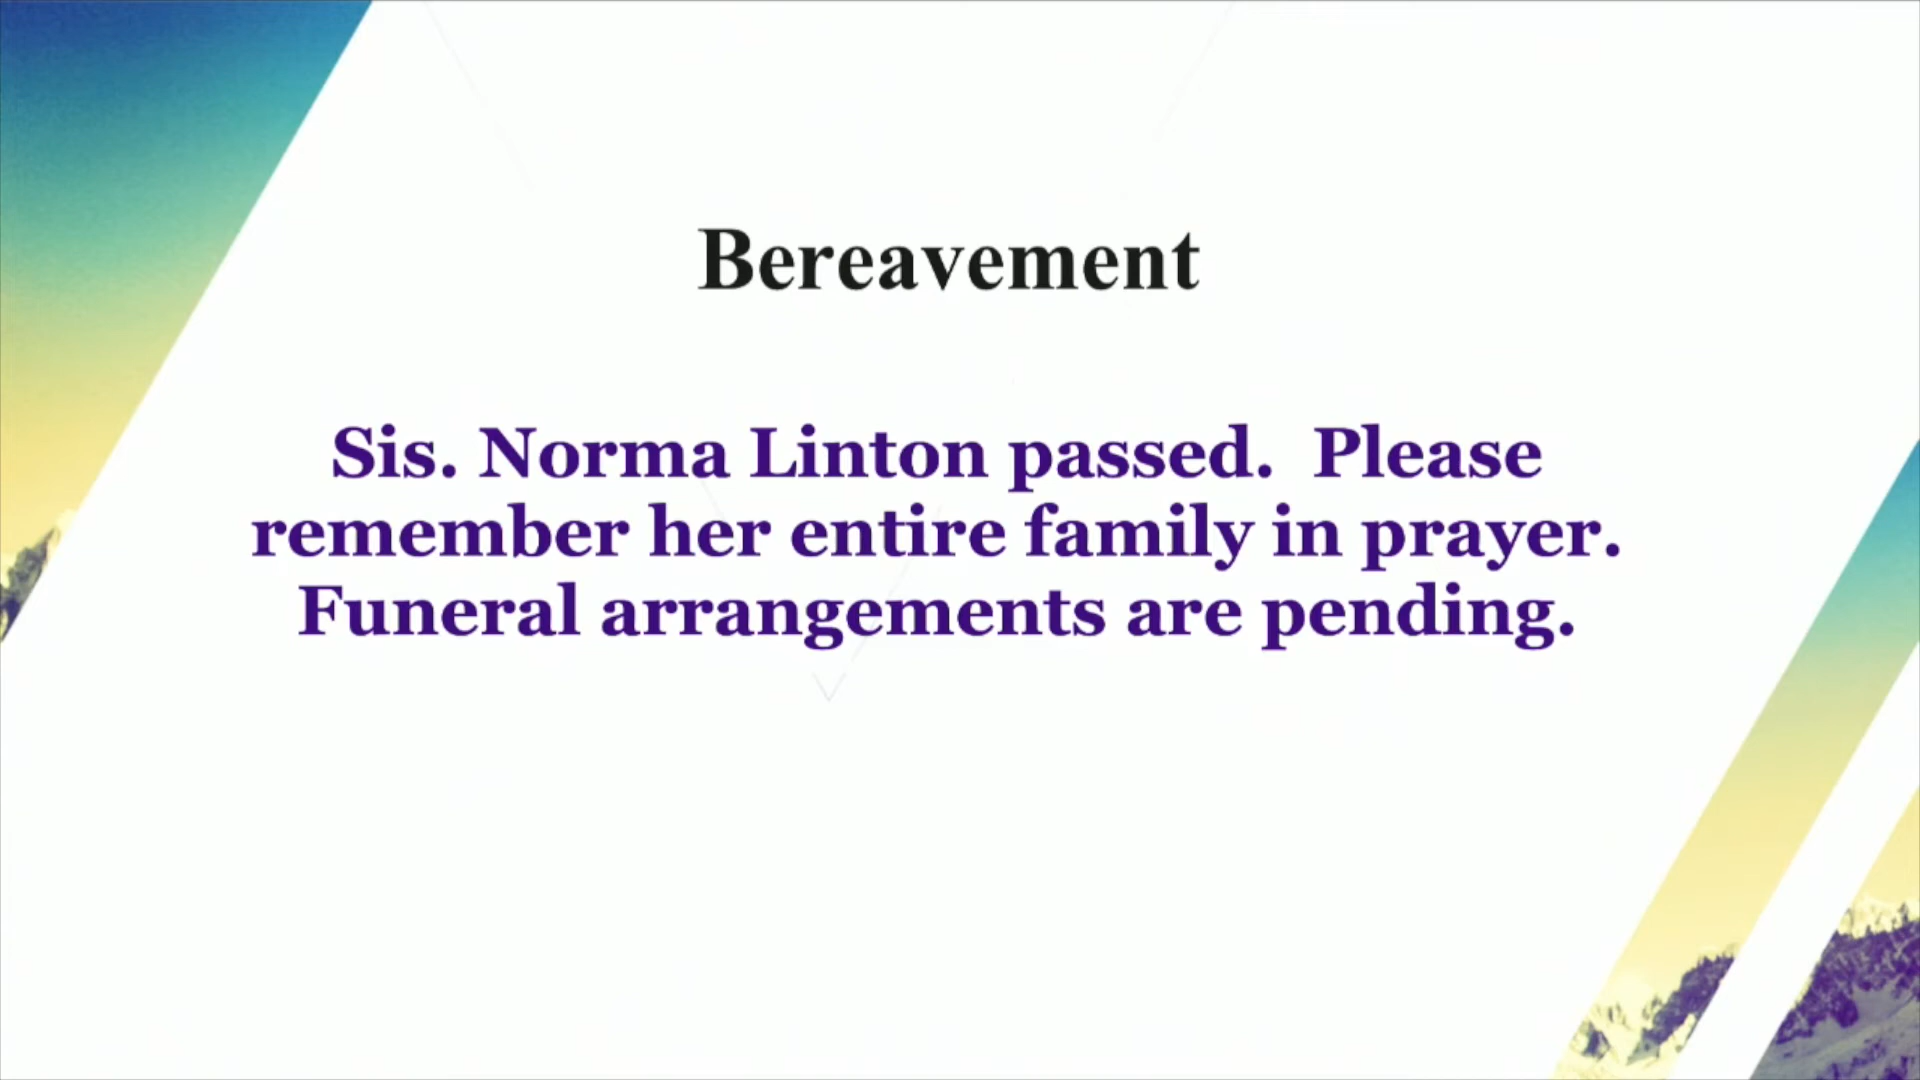 Bereavement
Sis. Norma Linton passed.  Please
remember her entire family in prayer.
Funeral arrangements are pending.